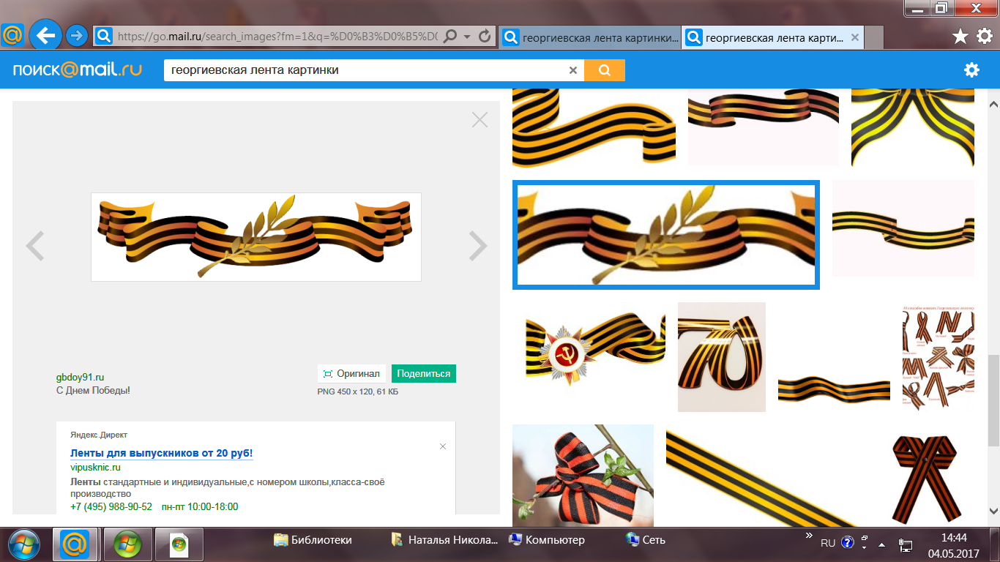 https://go.mail.ru/search_images?fm=1&q=%D0%B3%D0%B5%D0
георгиевская лента картинки...
георгиевская лента карти...
поиск@mail.ru
георгиевская лента картинки
gbdoy91.ru
С Днем Победы!
Оригинал
Поделиться
PNG 450 x 120, 61 КБ
Яндекс.Директ
Ленты для выпускников от 20 руб!
vipusknic.ru
Ленты стандартные и индивидуальные,с номером школы,класса-своё
производство
+7 (495) 988-90-52 пн-пт 10:00-18:00
70
Библиотеки
Наталья Никола...
Компьютер
Сеть
»
RU
14:44
04.05.2017